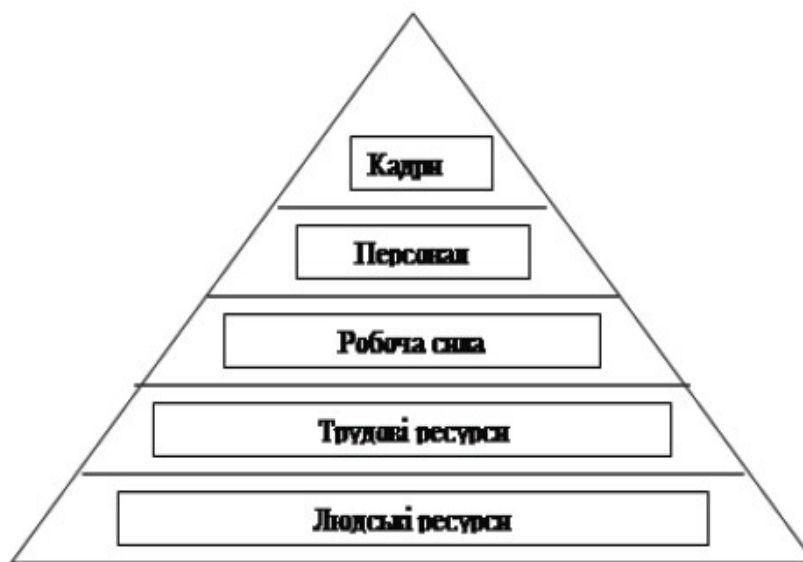 Кадри
Персонал
Робоча сила
Трудові ресурси
Людські ресурси